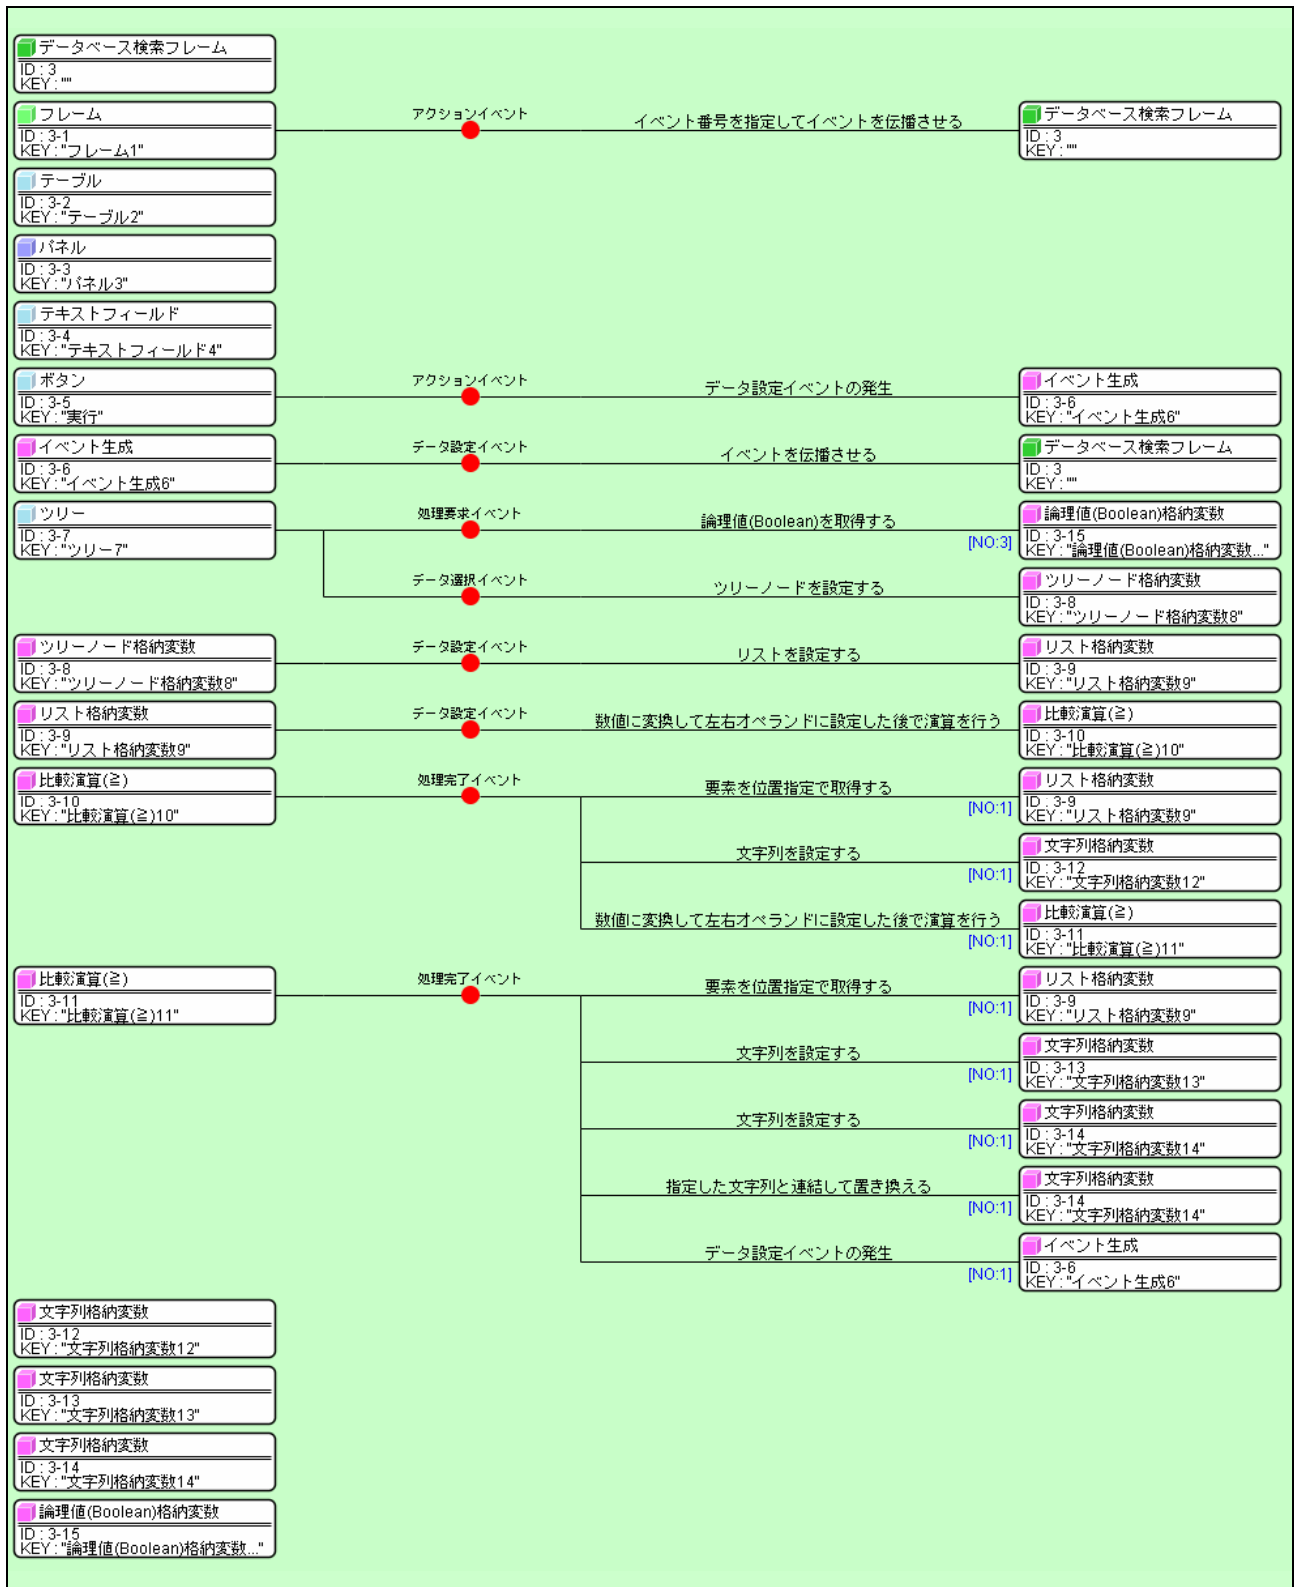 データベース検索フレーム
ID : 3
KEY : ""
フレーム
ID : 3-1
KEY : "フレーム1"
アクションイベント
イベント番号を指定してイベントを伝播させる
データベース検索フレーム
ID : 3
KEY : ""
テーブル
ID : 3-2
KEY : "テーブル2"
パネル
ID : 3-3
KEY : "パネル3"
テキストフィールド
ID : 3-4
KEY : "テキストフィールド4"
ボタン
ID : 3-5
KEY : "実行"
アクションイベント
データ設定イベントの発生
イベント生成
ID : 3-6
KEY : "イベント生成6"
イベント生成
ID : 3-6
KEY : "イベント生成6"
データ設定イベント
イベントを伝播させる
データベース検索フレーム
ID : 3
KEY : ""
ツリー
ID : 3-7
KEY : "ツリー7"
処理要求イベント
論理値(Boolean)を取得する
[NO:3]
論理値(Boolean)格納変数
ID : 3-15
KEY : "論理値(Boolean)格納変数..."
データ選択イベント
ツリーノードを設定する
ツリーノード格納変数
ID : 3-8
KEY : "ツリーノード格納変数8"
ツリーノード格納変数
ID : 3-8
KEY : "ツリーノード格納変数8"
データ設定イベント
リストを設定する
リスト格納変数
ID : 3-9
KEY : "リスト格納変数9"
リスト格納変数
ID : 3-9
KEY : "リスト格納変数9"
データ設定イベント
数値に変換して左右オペランドに設定した後で演算を行う
比較演算(≧)
ID : 3-10
KEY : "比較演算(≧)10"
比較演算(≧)
ID : 3-10
KEY : "比較演算(≧)10"
処理完了イベント
要素を位置指定で取得する
[NO:1]
リスト格納変数
ID : 3-9
KEY : "リスト格納変数9"
文字列を設定する
[NO:1]
文字列格納変数
ID : 3-12
KEY : "文字列格納変数12"
数値に変換して左右オペランドに設定した後で演算を行う
[NO:1]
比較演算(≧)
ID : 3-11
KEY : "比較演算(≧)11"
比較演算(≧)
ID : 3-11
KEY : "比較演算(≧)11"
処理完了イベント
要素を位置指定で取得する
[NO:1]
リスト格納変数
ID : 3-9
KEY : "リスト格納変数9"
文字列を設定する
[NO:1]
文字列格納変数
ID : 3-13
KEY : "文字列格納変数13"
文字列を設定する
[NO:1]
文字列格納変数
ID : 3-14
KEY : "文字列格納変数14"
指定した文字列と連結して置き換える
[NO:1]
文字列格納変数
ID : 3-14
KEY : "文字列格納変数14"
データ設定イベントの発生
[NO:1]
イベント生成
ID : 3-6
KEY : "イベント生成6"
文字列格納変数
ID : 3-12
KEY : "文字列格納変数12"
文字列格納変数
ID : 3-13
KEY : "文字列格納変数13"
文字列格納変数
ID : 3-14
KEY : "文字列格納変数14"
論理値(Boolean)格納変数
ID : 3-15
KEY : "論理値(Boolean)格納変数..."